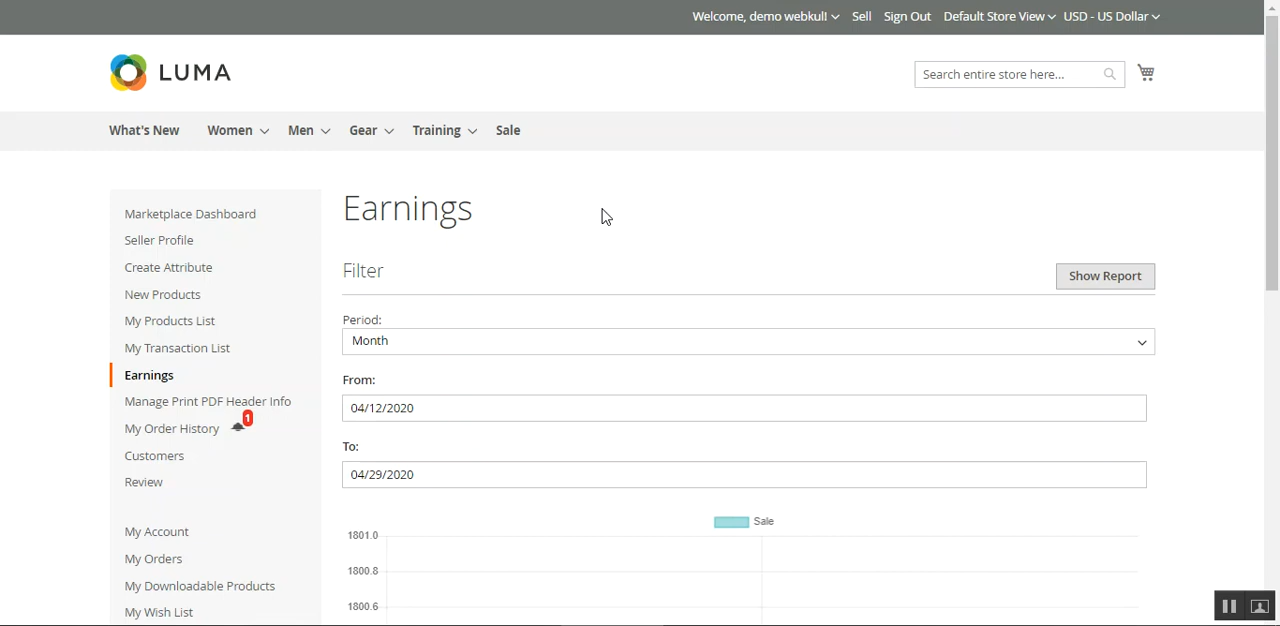 Welcome, demo webkull Sell Sign Out Default Store View USD - US Dollar
LUMA
Search entire store here...
What's New Women Men Gear Training Sale
Marketplace Dashboard
Seller Profile
Create Attribute
New Products
My Products List
My Transaction List
Earnings
Manage Print PDF Header Info
1
My Order History
Customers
Review
My Account
My Orders
My Downloadable Products
My Wish List
Earnings
Filter
Show Report
Period:
Month
From:
04/12/2020
To:
04/29/2020
Sale
1801.0
1800.8
1800.6